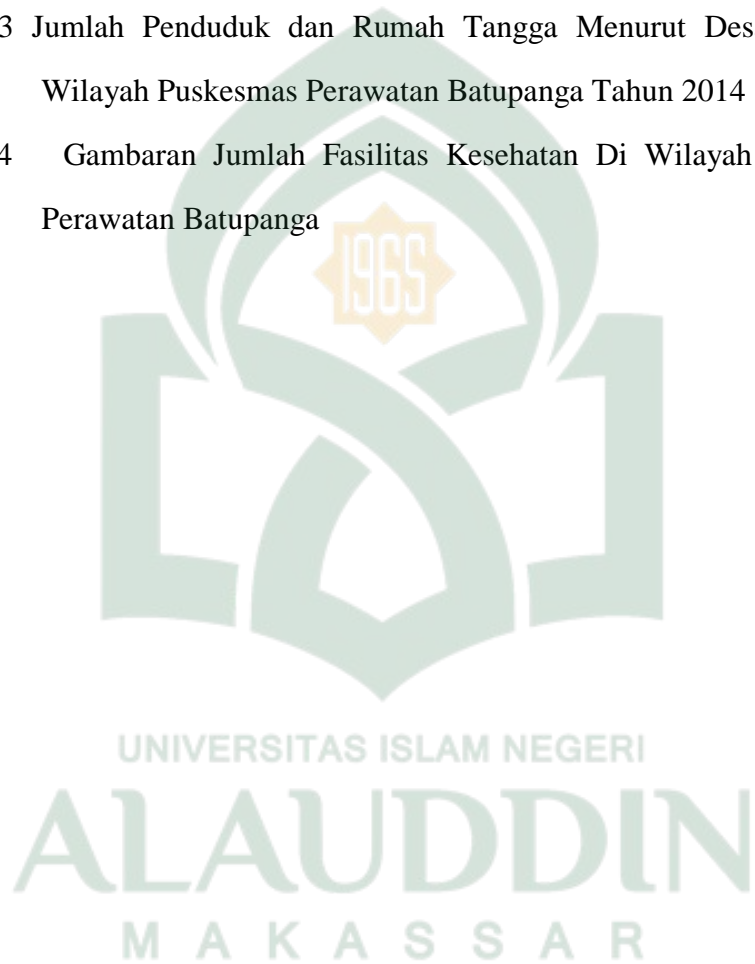 3 Jumlah Penduduk dan Rumah Tangga Menurut Des
Wilayah Puskesmas Perawatan Batupanga Tahun 2014
4 Gambaran Jumlah Fasilitas Kesehatan Di Wilayah
Perawatan Batupanga
1965
UNIVERSITAS ISLAM NEGERI
ALAUDDIN
MAKASSAR